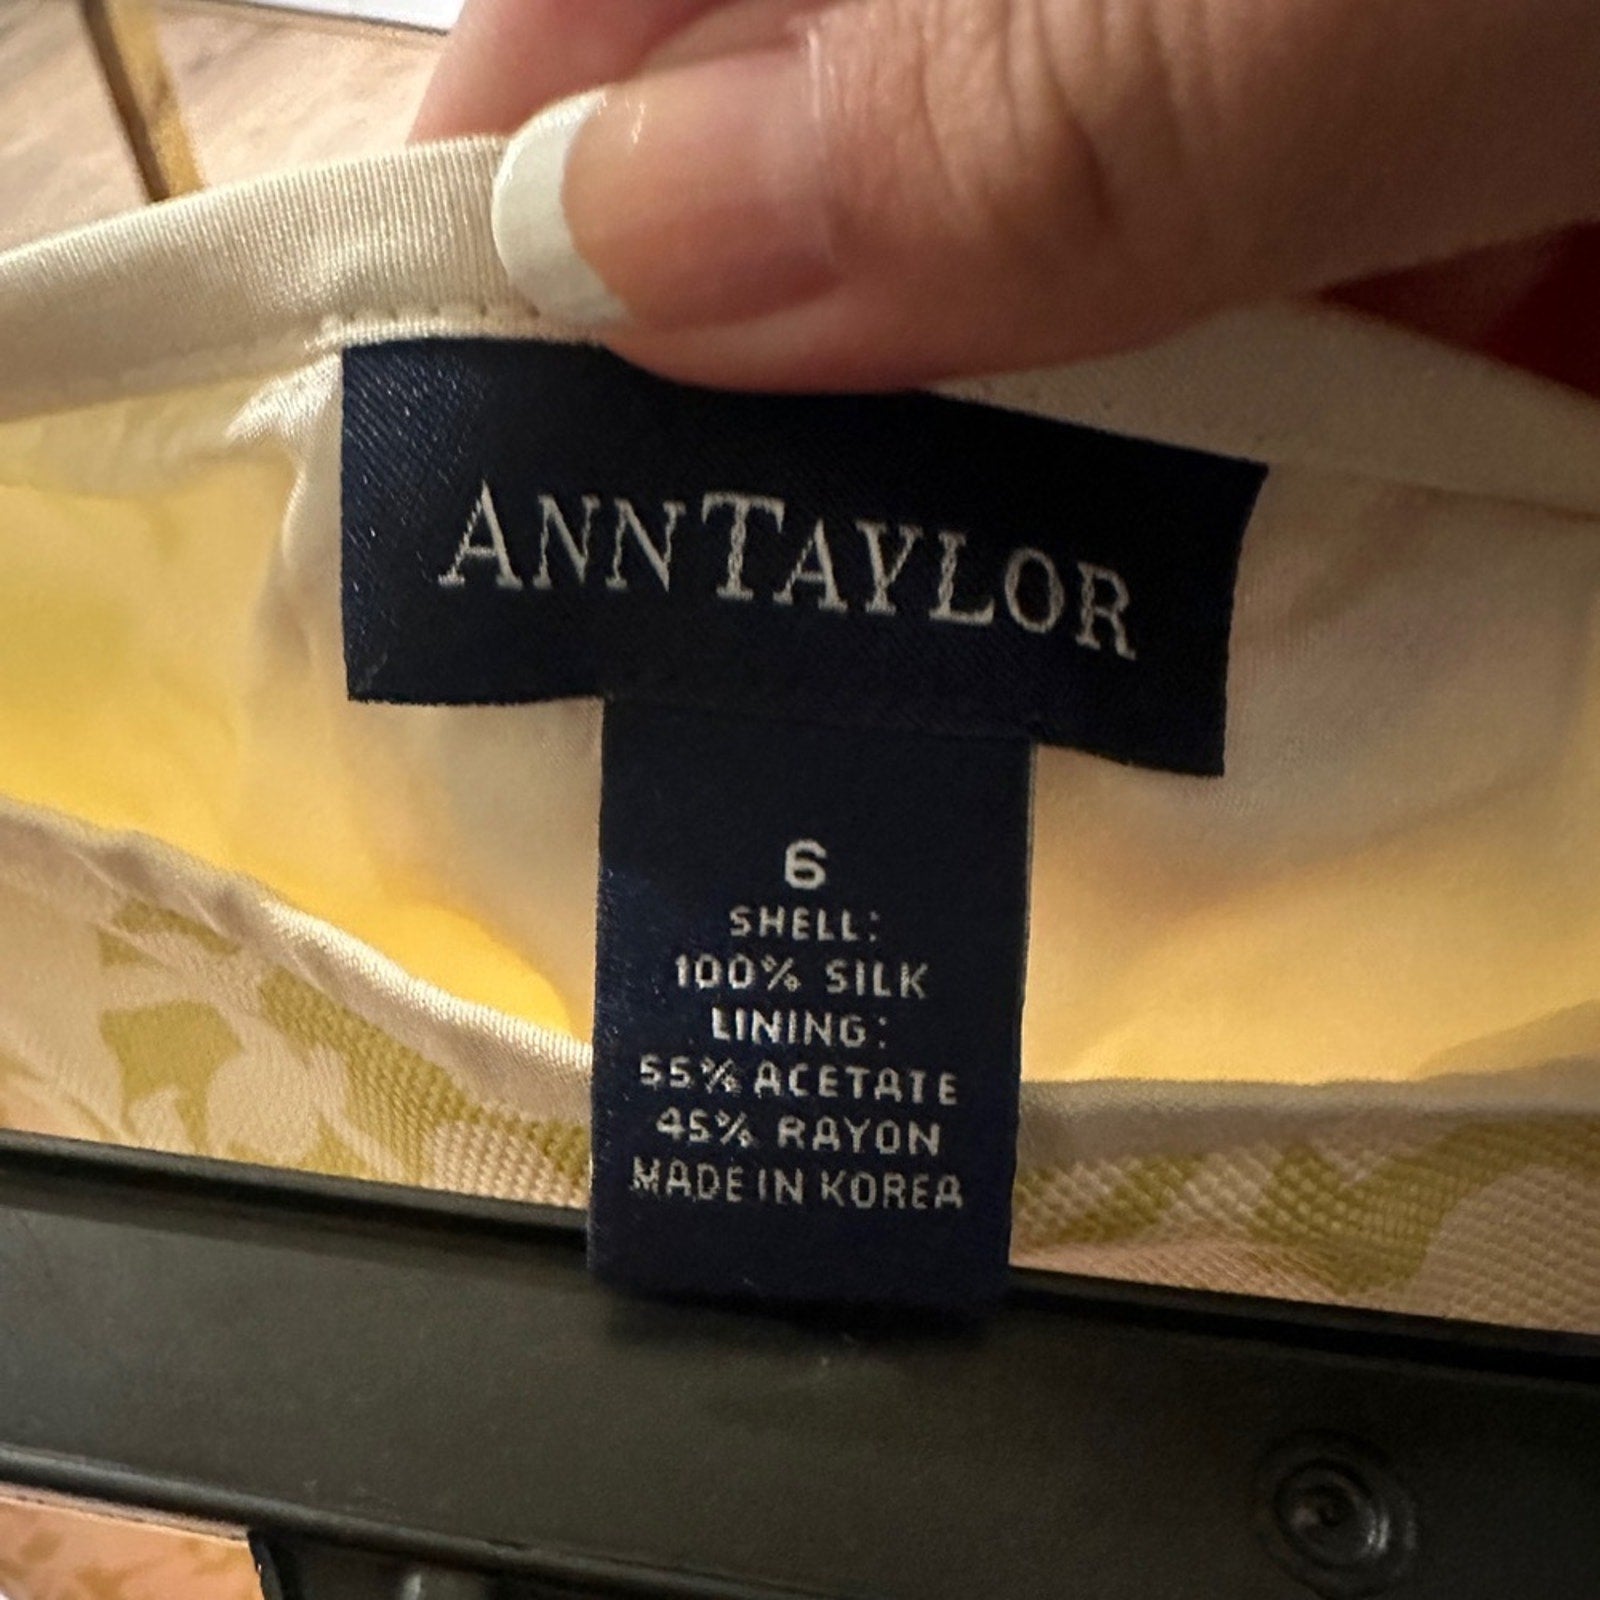 ANNTAYLOR
6
SHELL:
100% SILK
LINING:
55% ACETATE
45% RAYON
MADE IN KOREA